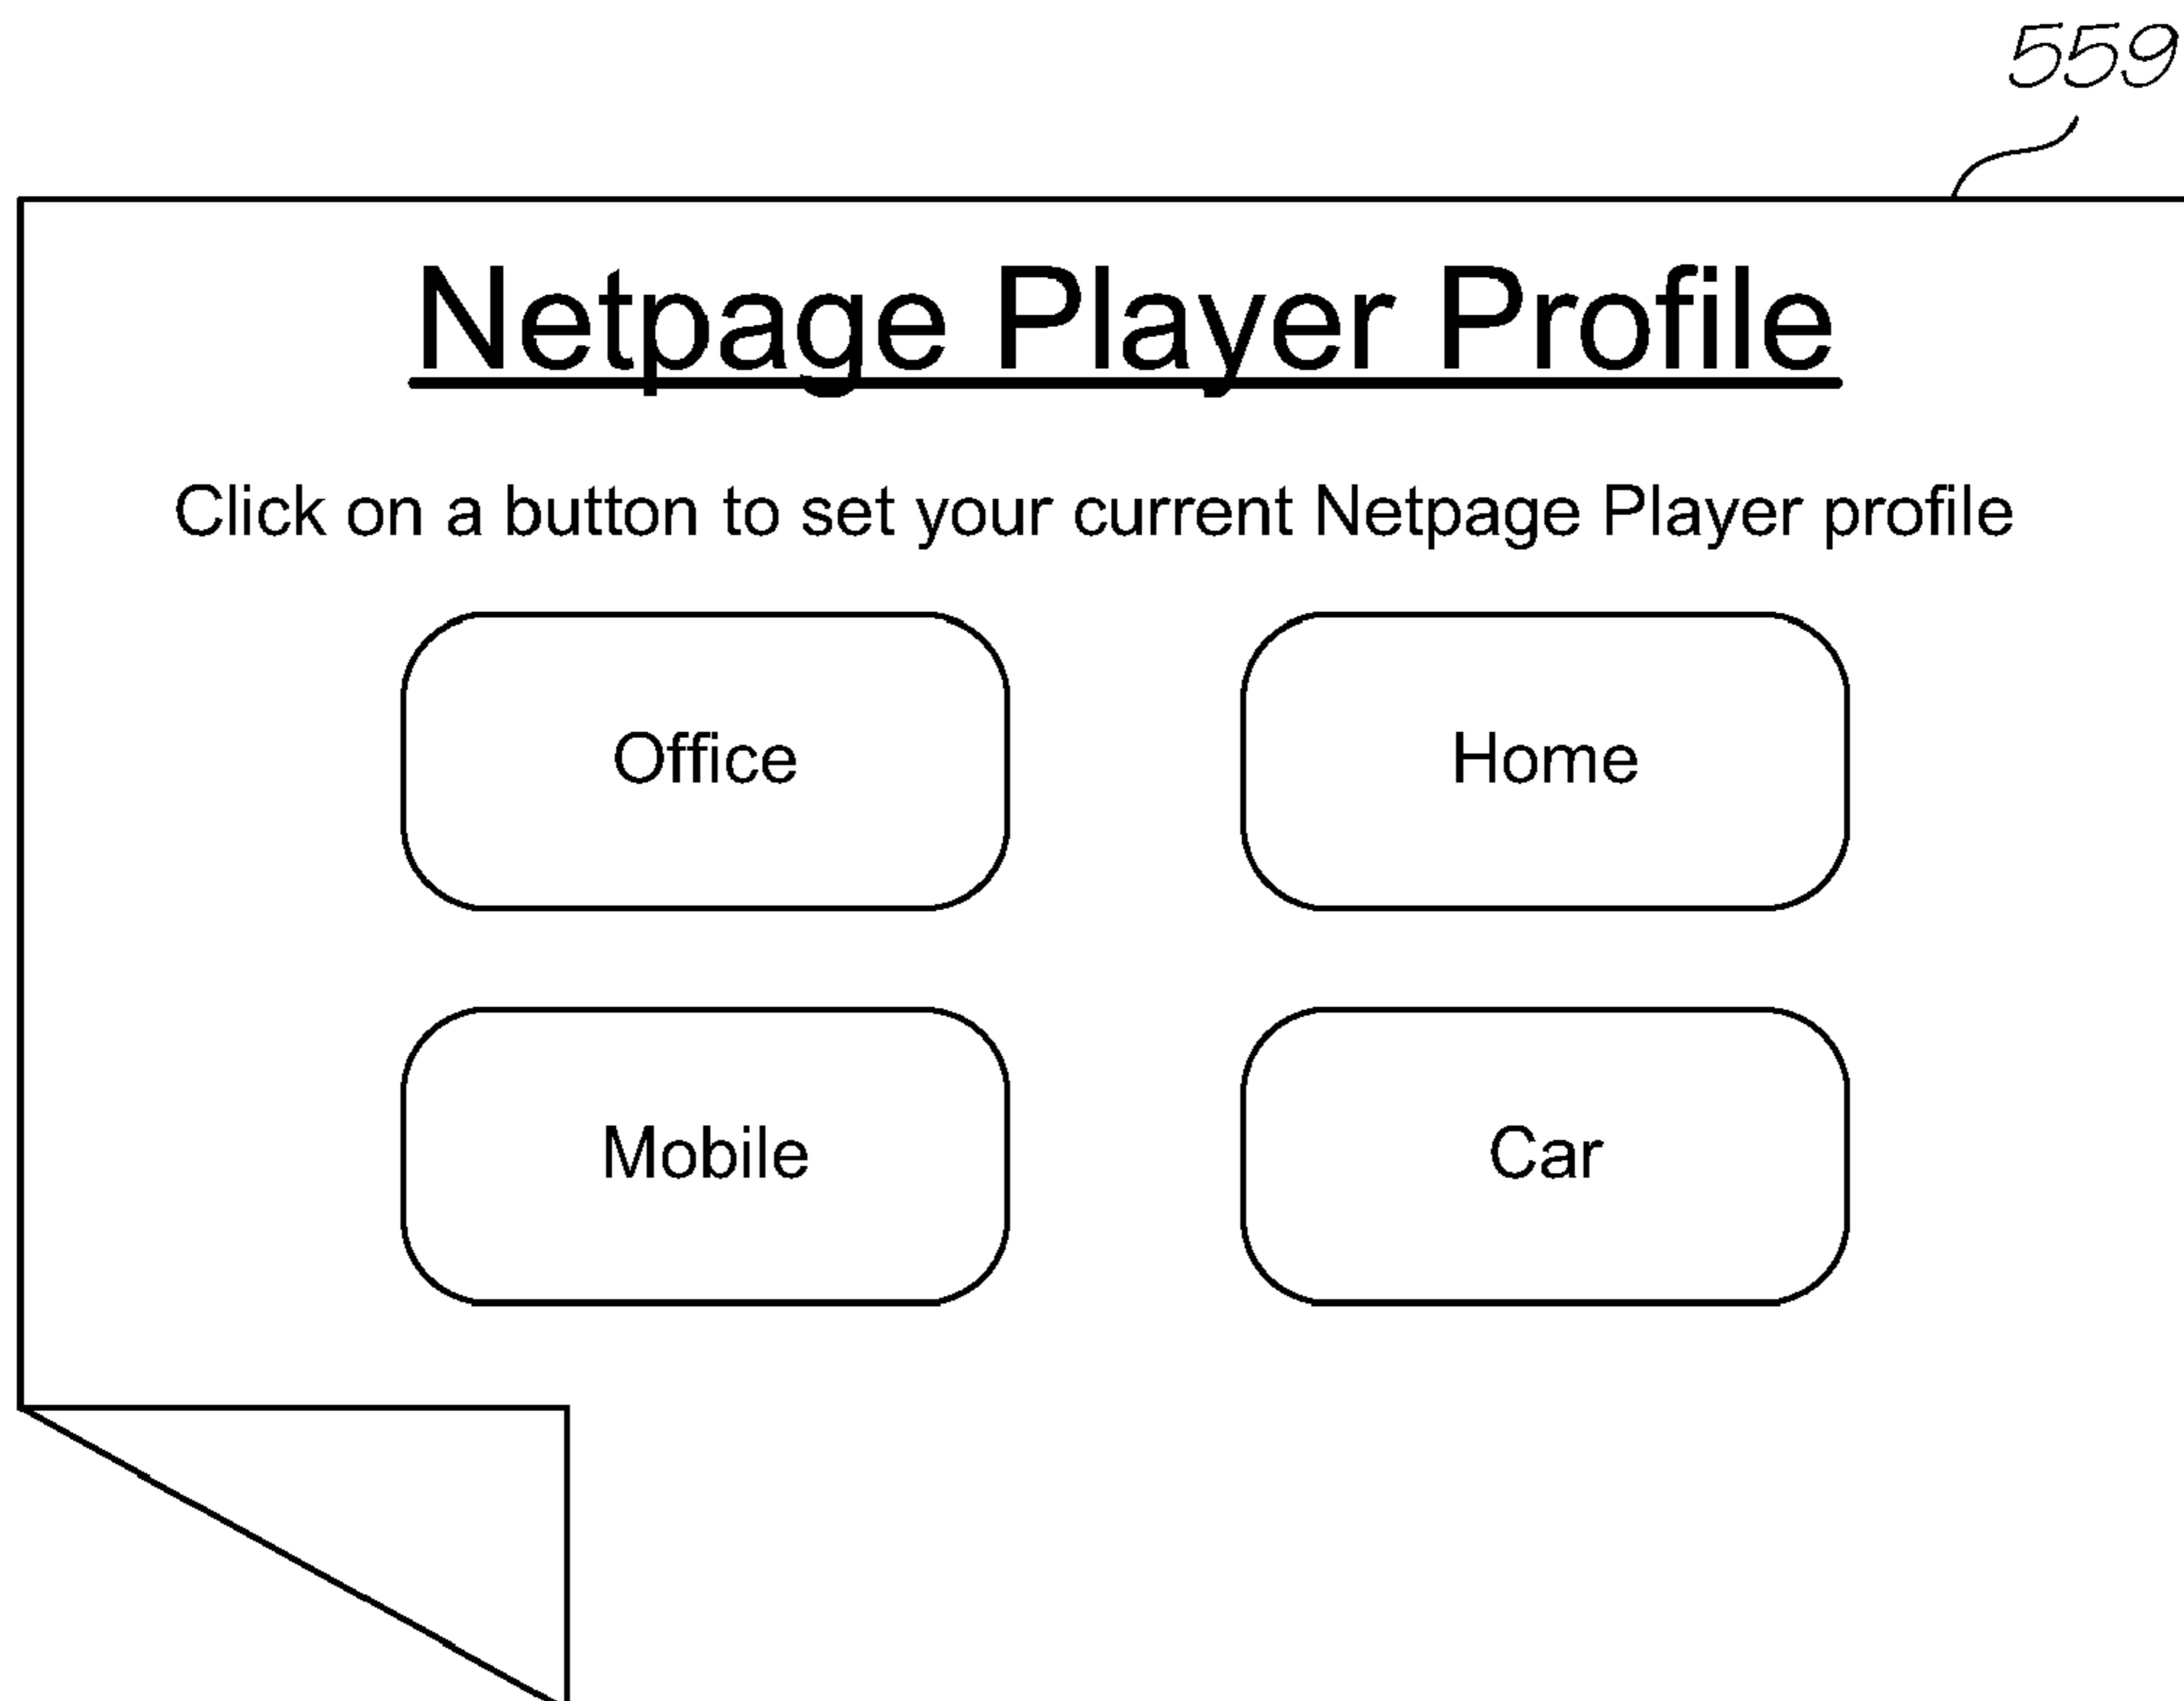 559
Netpage Player Profile
Click on a button to set your current Netpage Player profile
Office Home
Mobile Car